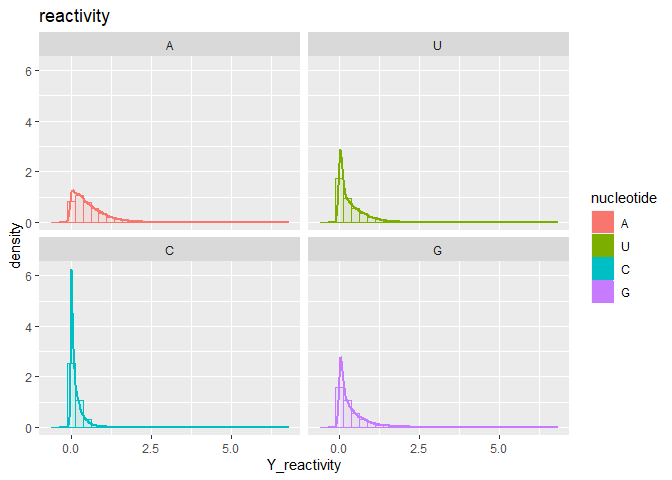 reactivity
A
U
6
4
2
0
density
C
G
6
4
2
0
0.0
2.5
5.0
0.0
2.5
5.0
Y_reactivity
nucleotide
A
U
C
G